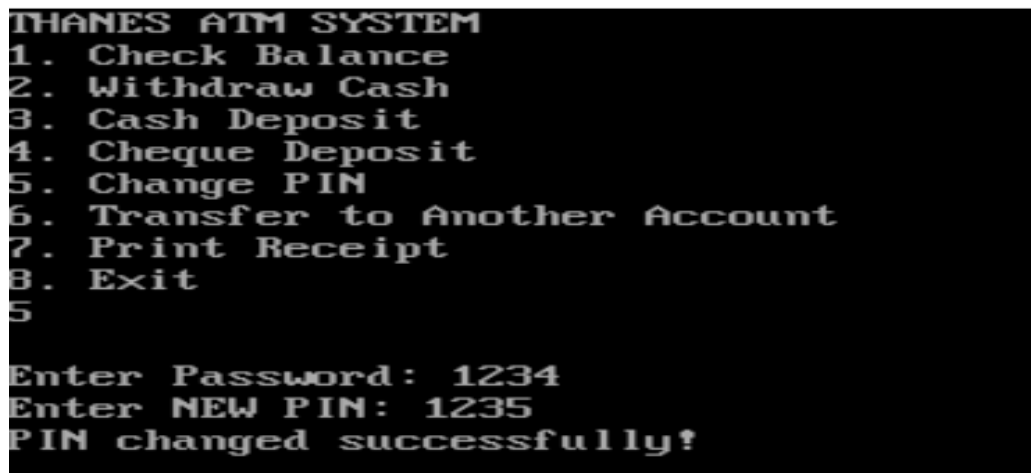 THANES ATM SYSTEM
1. Check Balance
2. Withdraw Cash
3. Cash Deposit
4. Cheque Deposit
5. Change PIN
6. Transfer to Another Account
7. Print Receipt
8. Exit
5
Enter Password: 1234
Enter NEW PIN: 1235
PIN changed successfully!